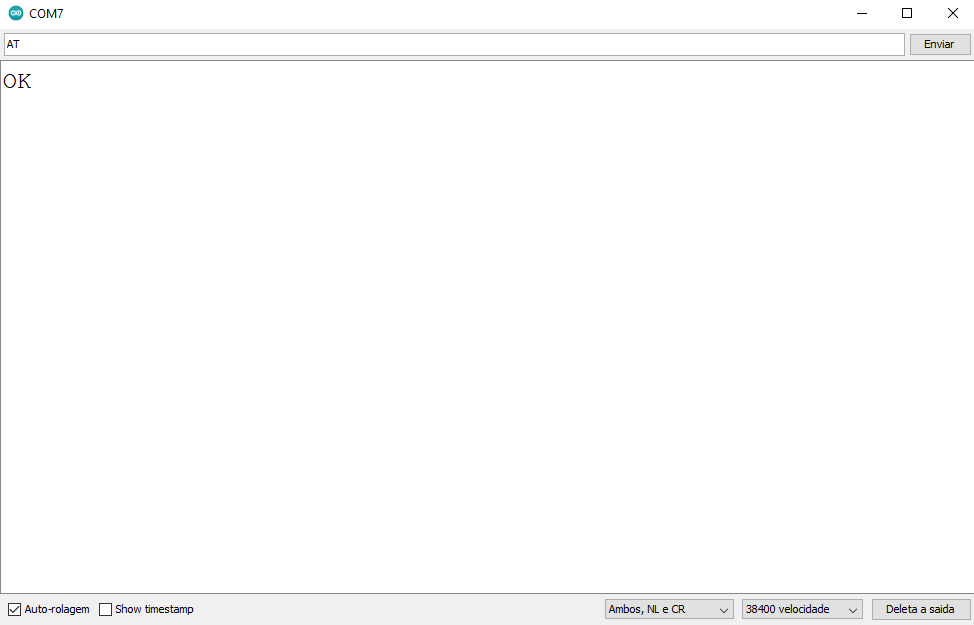 COM7
AT
Enviar
OK
Auto-rolagem Show timestamp Ambos, NL e CR 38400 velocidade Deleta a saida